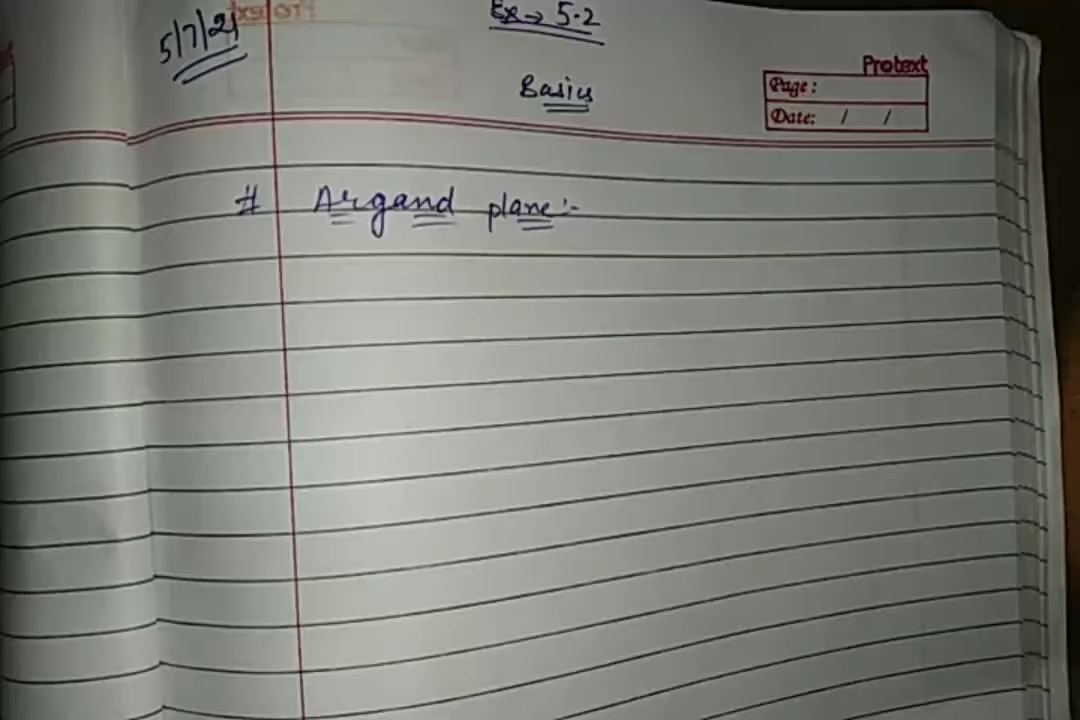 5/7/21
Ex → 5.2
Basics
Protext
Page :
Date: / /
# Argand plane :-